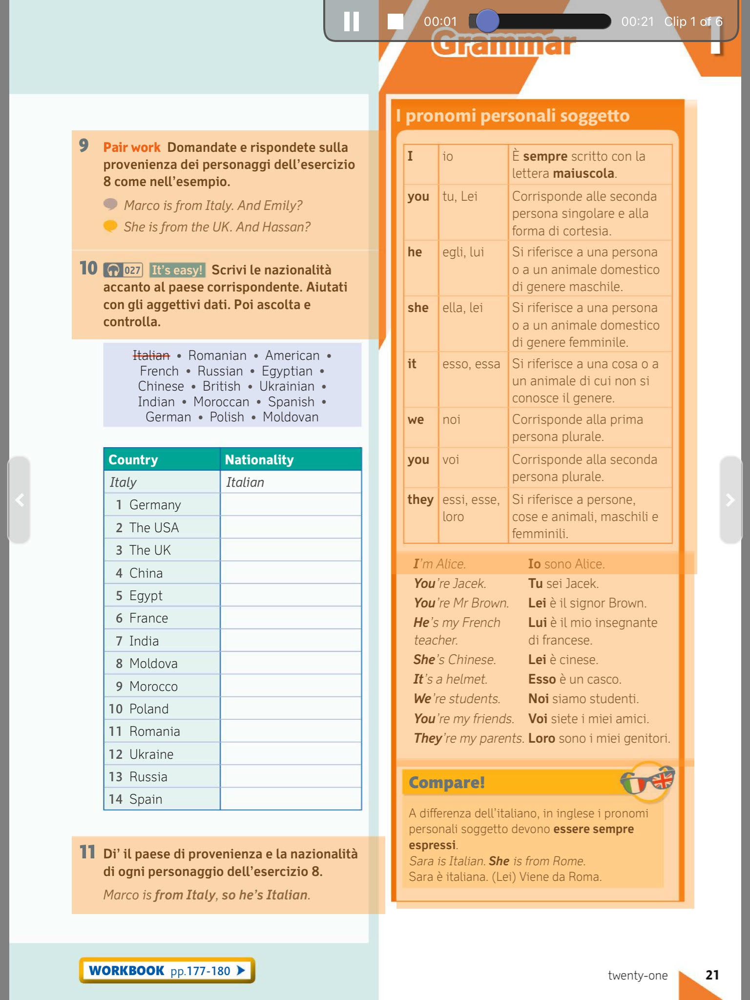 00:01 00:21 Clip 1 of 6
Grammar 1
9 Pair work Domandate e rispondete sulla
provenienza dei personaggi dell'esercizio
8 come nell'esempio.
Marco is from Italy. And Emily?
She is from the UK. And Hassan?
10 027 It's easy! Scrivi le nazionalità
accanto al paese corrispondente. Aiutati
con gli aggettivi dati. Poi ascolta e
controlla.
Italian • Romanian • American •
French • Russian • Egyptian •
Chinese • British • Ukrainian •
Indian • Moroccan • Spanish •
German • Polish • Moldovan
Country Nationality
Italy Italian
1 Germany
2 The USA
3 The UK
4 China
5 Egypt
6 France
7 India
8 Moldova
9 Morocco
10 Poland
11 Romania
12 Ukraine
13 Russia
14 Spain
11 Di' il paese di provenienza e la nazionalità
di ogni personaggio dell'esercizio 8.
Marco is from Italy, so he's Italian.
WORKBOOK pp.177-180
I pronomi personali soggetto
I io È sempre scritto con la
lettera maiuscola.
you tu, Lei Corrisponde alle seconda
persona singolare e alla
forma di cortesia.
he egli, lui Si riferisce a una persona
o a un animale domestico
di genere maschile.
she ella, lei Si riferisce a una persona
o a un animale domestico
di genere femminile.
it esso, essa Si riferisce a una cosa o a
un animale di cui non si
conosce il genere.
we noi Corrisponde alla prima
persona plurale.
you voi Corrisponde alla seconda
persona plurale.
they essi, esse, Si riferisce a persone,
loro cose e animali, maschili e
femminili.
I'm Alice. Io sono Alice.
You're Jacek. Tu sei Jacek.
You're Mr Brown. Lei è il signor Brown.
He's my French Lui è il mio insegnante
teacher. di francese.
She's Chinese. Lei è cinese.
It's a helmet. Esso è un casco.
We're students. Noi siamo studenti.
You're my friends. Voi siete i miei amici.
They're my parents. Loro sono i miei genitori.
Compare!
A differenza dell'italiano, in inglese i pronomi
personali soggetto devono essere sempre
espressi.
Sara is Italian. She is from Rome.
Sara è italiana. (Lei) Viene da Roma.
twenty-one 21